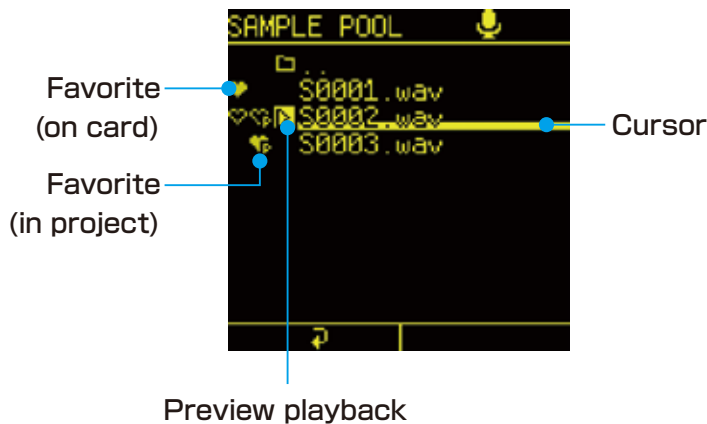 SAMPLE POOL
..
Favorite
(on card)
S0001.wav
S0002.wav
Cursor
S0003.wav
Favorite
(in project)
Preview playback